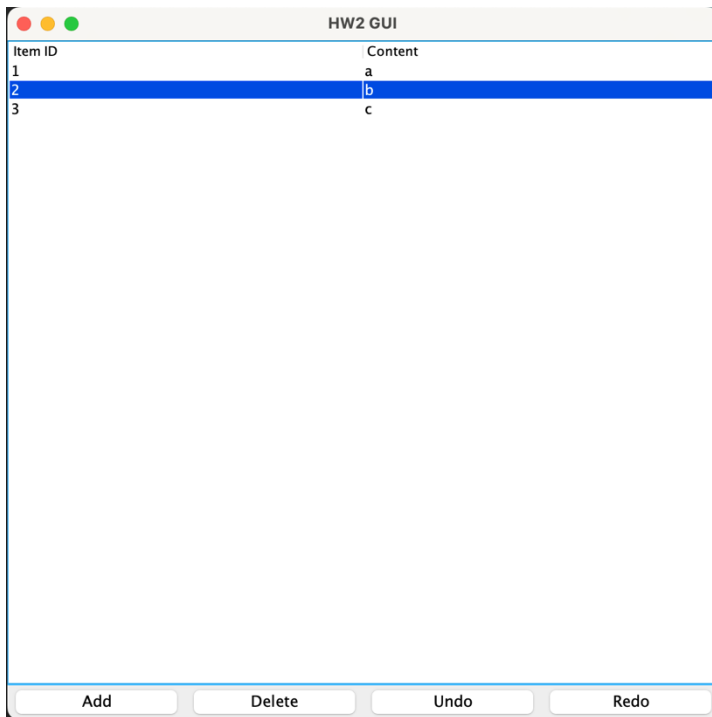 HW2 GUI
Item ID Content
1 a
2 b
3 c
Add Delete Undo Redo